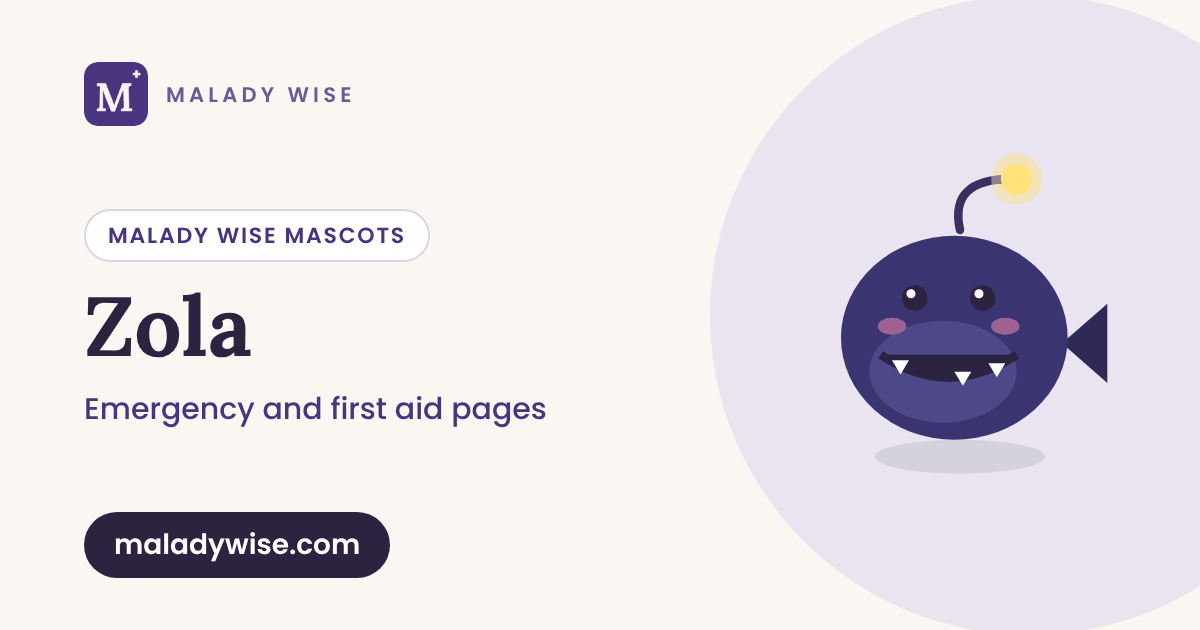 M+
MALADY WISE
MALADY WISE MASCOTS
Zola
Emergency and first aid pages
maladywise.com